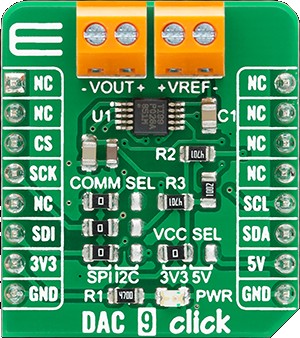 -VOUT+ +VREF-
NC
NC
CS
SCK
NC
SDI
3V3
GND
NC
NC
NC
NC
SCL
SDA
5V
GND
U1
C1
R2
COMM SEL
R3
VCC SEL
SPI I2C
3V3 5V
R1
4700
PWR
DAC 9 click